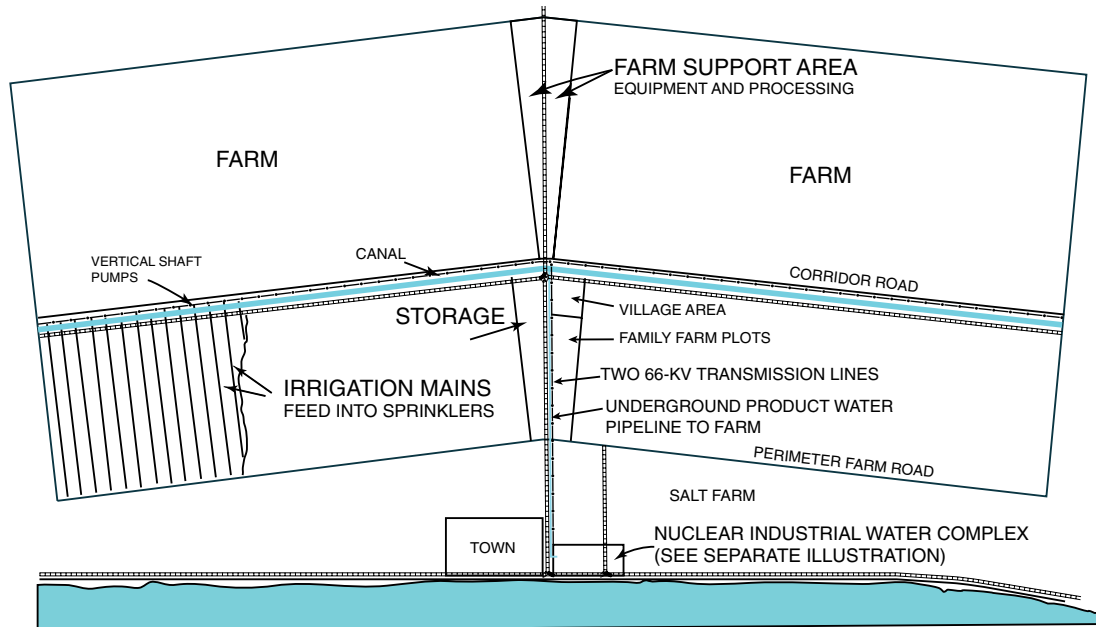 FARM SUPPORT AREA
EQUIPMENT AND PROCESSING
FARM
FARM
CANAL
VERTICAL SHAFT
PUMPS
CORRIDOR ROAD
STORAGE
VILLAGE AREA
FAMILY FARM PLOTS
TWO 66-KV TRANSMISSION LINES
IRRIGATION MAINS
FEED INTO SPRINKLERS
UNDERGROUND PRODUCT WATER
PIPELINE TO FARM
PERIMETER FARM ROAD
SALT FARM
TOWN
NUCLEAR INDUSTRIAL WATER COMPLEX
(SEE SEPARATE ILLUSTRATION)